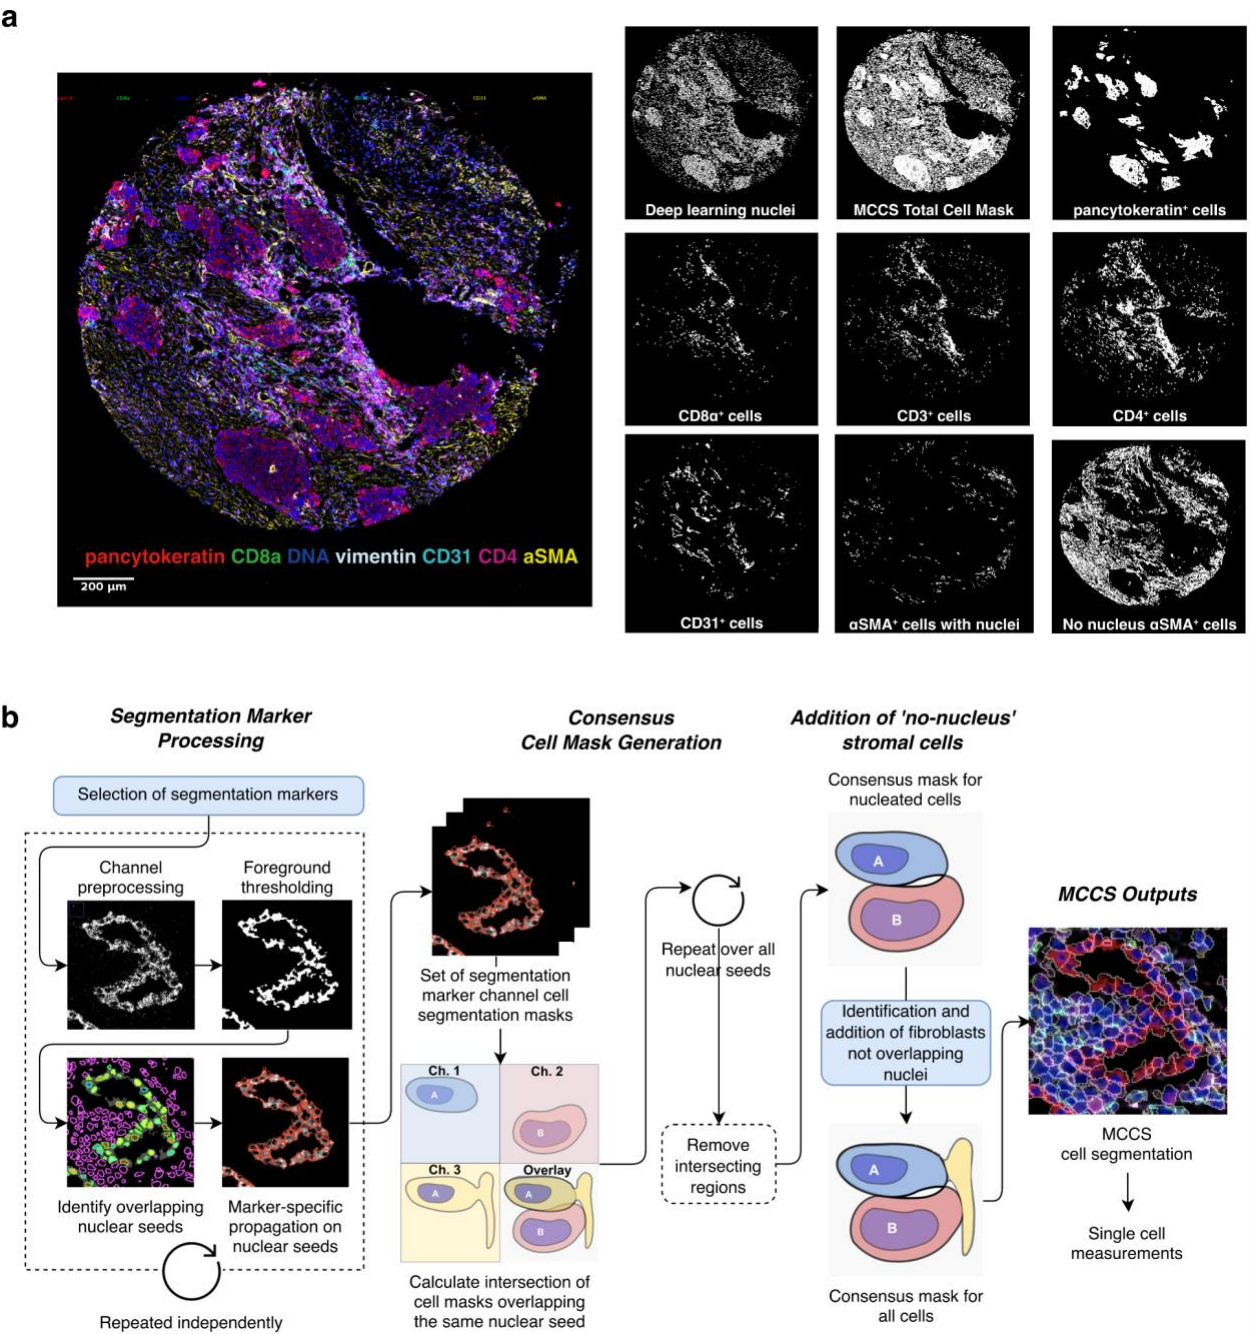 a
CD8a
CD31
aSMA
Deep learning nuclei
MCCS Total Cell Mask
pancytokeratin⁺ cells
CD8α⁺ cells
CD3⁺ cells
CD4⁺ cells
pancytokeratin CD8a DNA vimentin CD31 CD4 aSMA
200 µm
CD31⁺ cells
αSMA⁺ cells with nuclei
No nucleus αSMA⁺ cells
b
Segmentation Marker
Processing
Selection of segmentation markers
Channel
preprocessing
Foreground
thresholding
Identify overlapping
nuclear seeds
Marker-specific
propagation on
nuclear seeds
Repeated independently
Consensus
Cell Mask Generation
Set of segmentation
marker channel cell
segmentation masks
Ch. 1
A
Ch. 2
B
Ch. 3
A
Overlay
A
B
Calculate intersection of
cell masks overlapping
the same nuclear seed
Repeat over all
nuclear seeds
Remove
intersecting
regions
Addition of 'no-nucleus'
stromal cells
Consensus mask for
nucleated cells
A
B
Identification and
addition of fibroblasts
not overlapping
nuclei
A
B
Consensus mask for
all cells
MCCS Outputs
MCCS
cell segmentation
Single cell
measurements